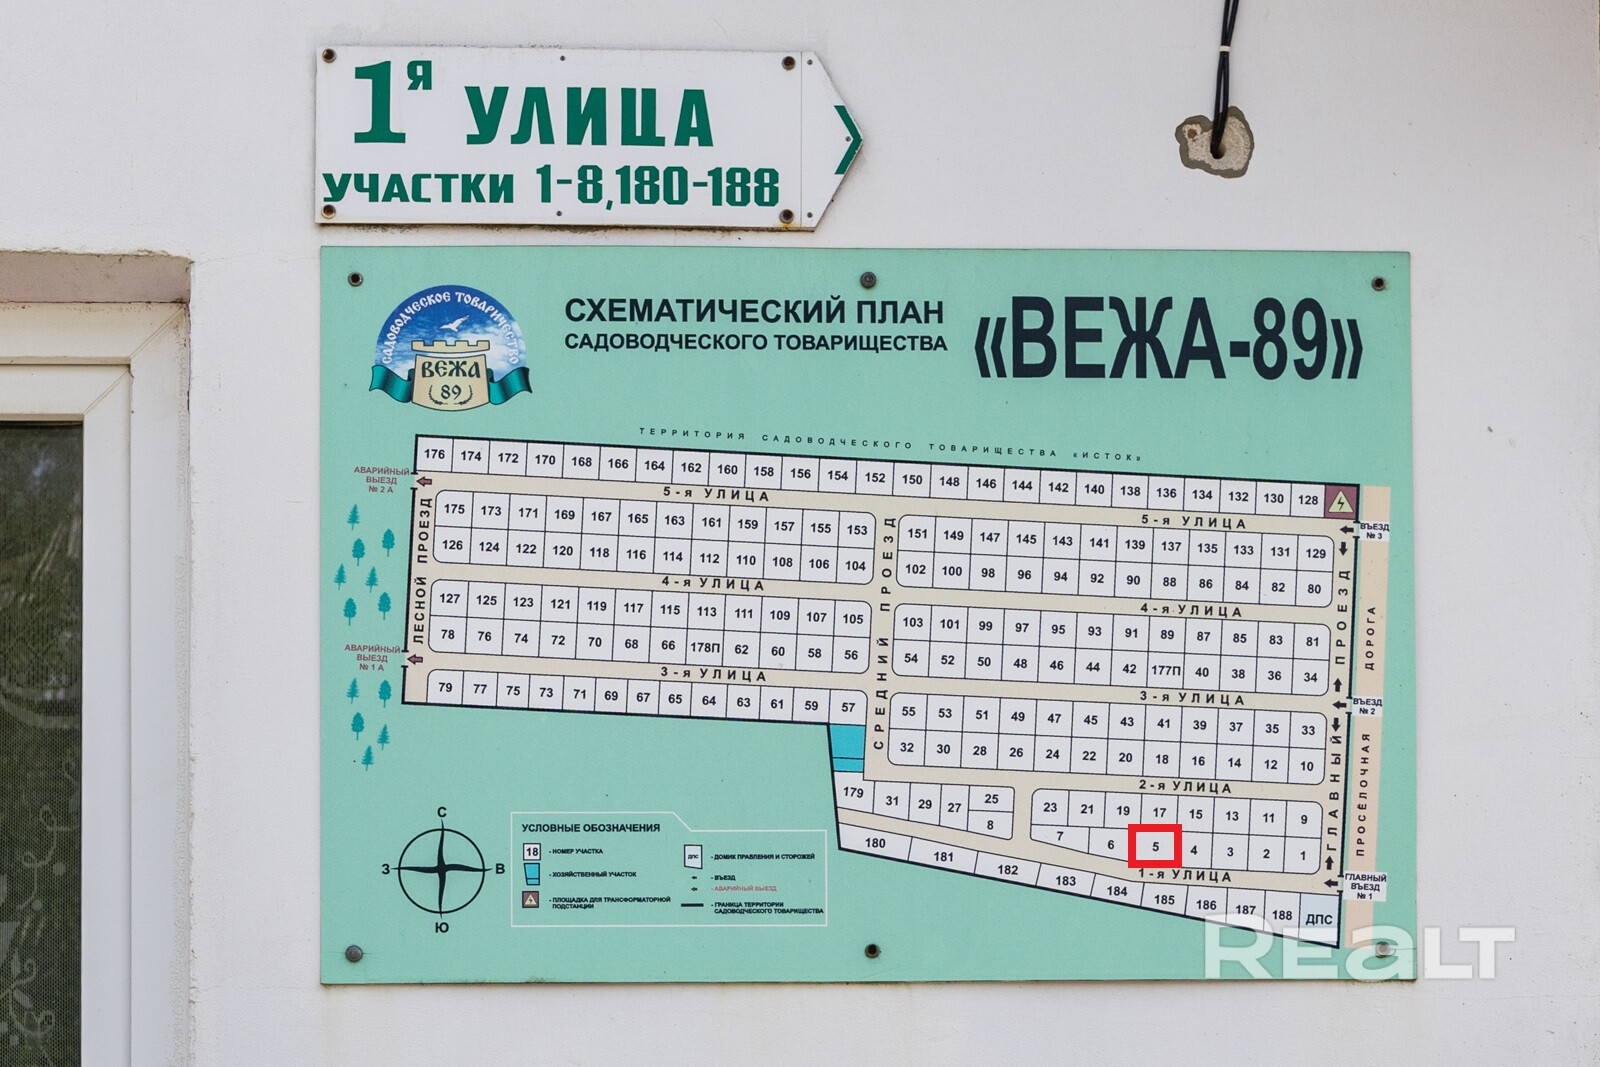 1я УЛИЦА
УЧАСТКИ 1-8,180-188
САДОВОДЧЕСКОЕ ТОВАРИЧЕСТВО
ВЕЖА
89
СХЕМАТИЧЕСКИЙ ПЛАН
САДОВОДЧЕСКОГО ТОВАРИЩЕСТВА
«ВЕЖА-89»
ТЕРРИТОРИЯ САДОВОДЧЕСКОГО ТОВАРИЩЕСТВА «ИСТОК»
176 174 172 170 168 166 164 162 160 158 156 154 152 150 148 146 144 142 140 138 136 134 132 130 128
АВАРИЙНЫЙ
ВЫЕЗД
№ 2 А
5-я УЛИЦА
5-я УЛИЦА
ВЪЕЗД
№ 3
175 173 171 169 167 165 163 161 159 157 155 153
151 149 147 145 143 141 139 137 135 133 131 129
126 124 122 120 118 116 114 112 110 108 106 104
102 100 98 96 94 92 90 88 86 84 82 80
4-я УЛИЦА
4-я УЛИЦА
127 125 123 121 119 117 115 113 111 109 107 105
103 101 99 97 95 93 91 89 87 85 83 81
78 76 74 72 70 68 66 178П 62 60 58 56
54 52 50 48 46 44 42 177П 40 38 36 34
АВАРИЙНЫЙ
ВЫЕЗД
№ 1 А
ЛЕСНОЙ ПРОЕЗД
СРЕДНИЙ ПРОЕЗД
ГЛАВНЫЙ ПРОЕЗД
ПРОСЁЛОЧНАЯ ДОРОГА
3-я УЛИЦА
3-я УЛИЦА
ВЪЕЗД
№ 2
79 77 75 73 71 69 67 65 64 63 61 59 57
55 53 51 49 47 45 43 41 39 37 35 33
32 30 28 26 24 22 20 18 16 14 12 10
2-я УЛИЦА
179 31 29 27 25
8
23 21 19 17 15 13 11 9
7 6 5 4 3 2 1
1-я УЛИЦА
ГЛАВНЫЙ
ВЪЕЗД
№ 1
180 181 182 183 184 185 186 187 188 ДПС
С
З
В
Ю
УСЛОВНЫЕ ОБОЗНАЧЕНИЯ
18 - НОМЕР УЧАСТКА
- ХОЗЯЙСТВЕННЫЙ УЧАСТОК
- ПЛОЩАДКА ДЛЯ ТРАНСФОРМАТОРНОЙ
ПОДСТАНЦИИ
ДПС - ДОМИК ПРАВЛЕНИЯ И СТОРОЖЕЙ
- ВЪЕЗД
- АВАРИЙНЫЙ ВЫЕЗД
- ГРАНИЦА ТЕРРИТОРИИ
САДОВОДЧЕСКОГО ТОВАРИЩЕСТВА
REALT